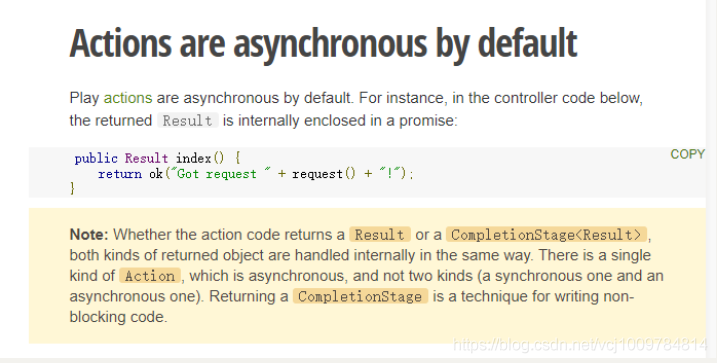 Actions are asynchronous by default
Play actions are asynchronous by default. For instance, in the controller code below,
the returned Result is internally enclosed in a promise:
COPY
public Result index() {
    return ok("Got request " + request() + "!");
}
Note: Whether the action code returns a Result or a CompletionStage<Result>,
both kinds of returned object are handled internally in the same way. There is a single
kind of Action, which is asynchronous, and not two kinds (a synchronous one and an
asynchronous one). Returning a CompletionStage is a technique for writing non-
blocking code.
https://blog.csdn.net/vcj1009784814